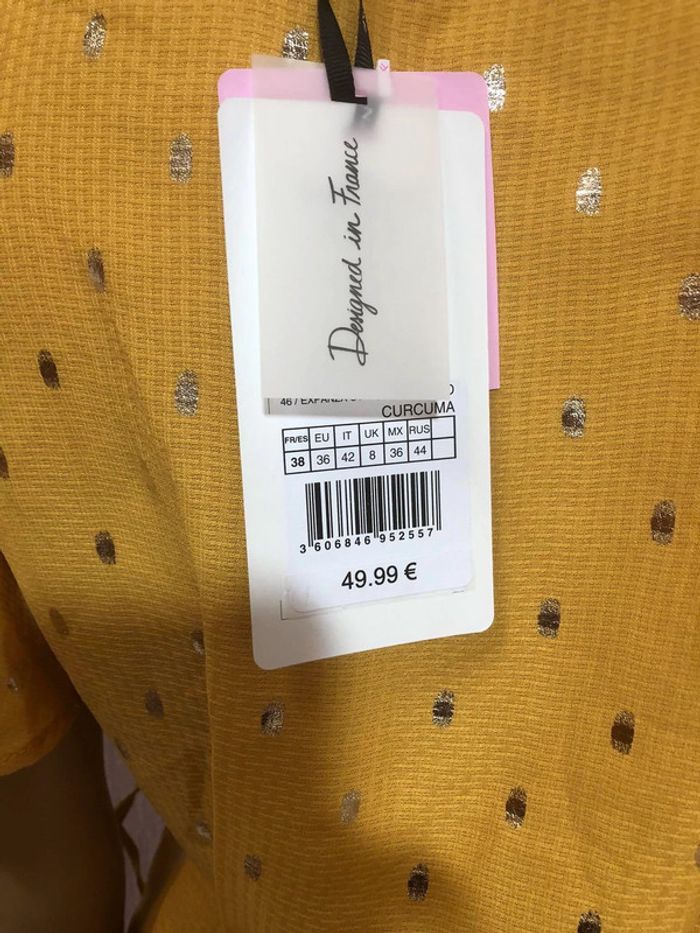 Designed in France
46 /
CURCUMA
FR/ES EU IT UK MX RUS
38 36 42 8 36 44
3 606846 952557
49.99 €